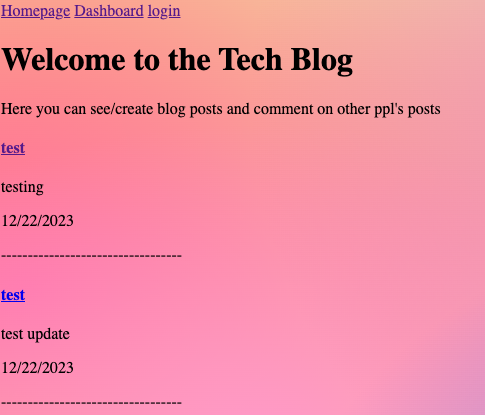 Homepage Dashboard login
Welcome to the Tech Blog
Here you can see/create blog posts and comment on other ppl's posts
test
testing
12/22/2023
----------------------------------
test
test update
12/22/2023
----------------------------------